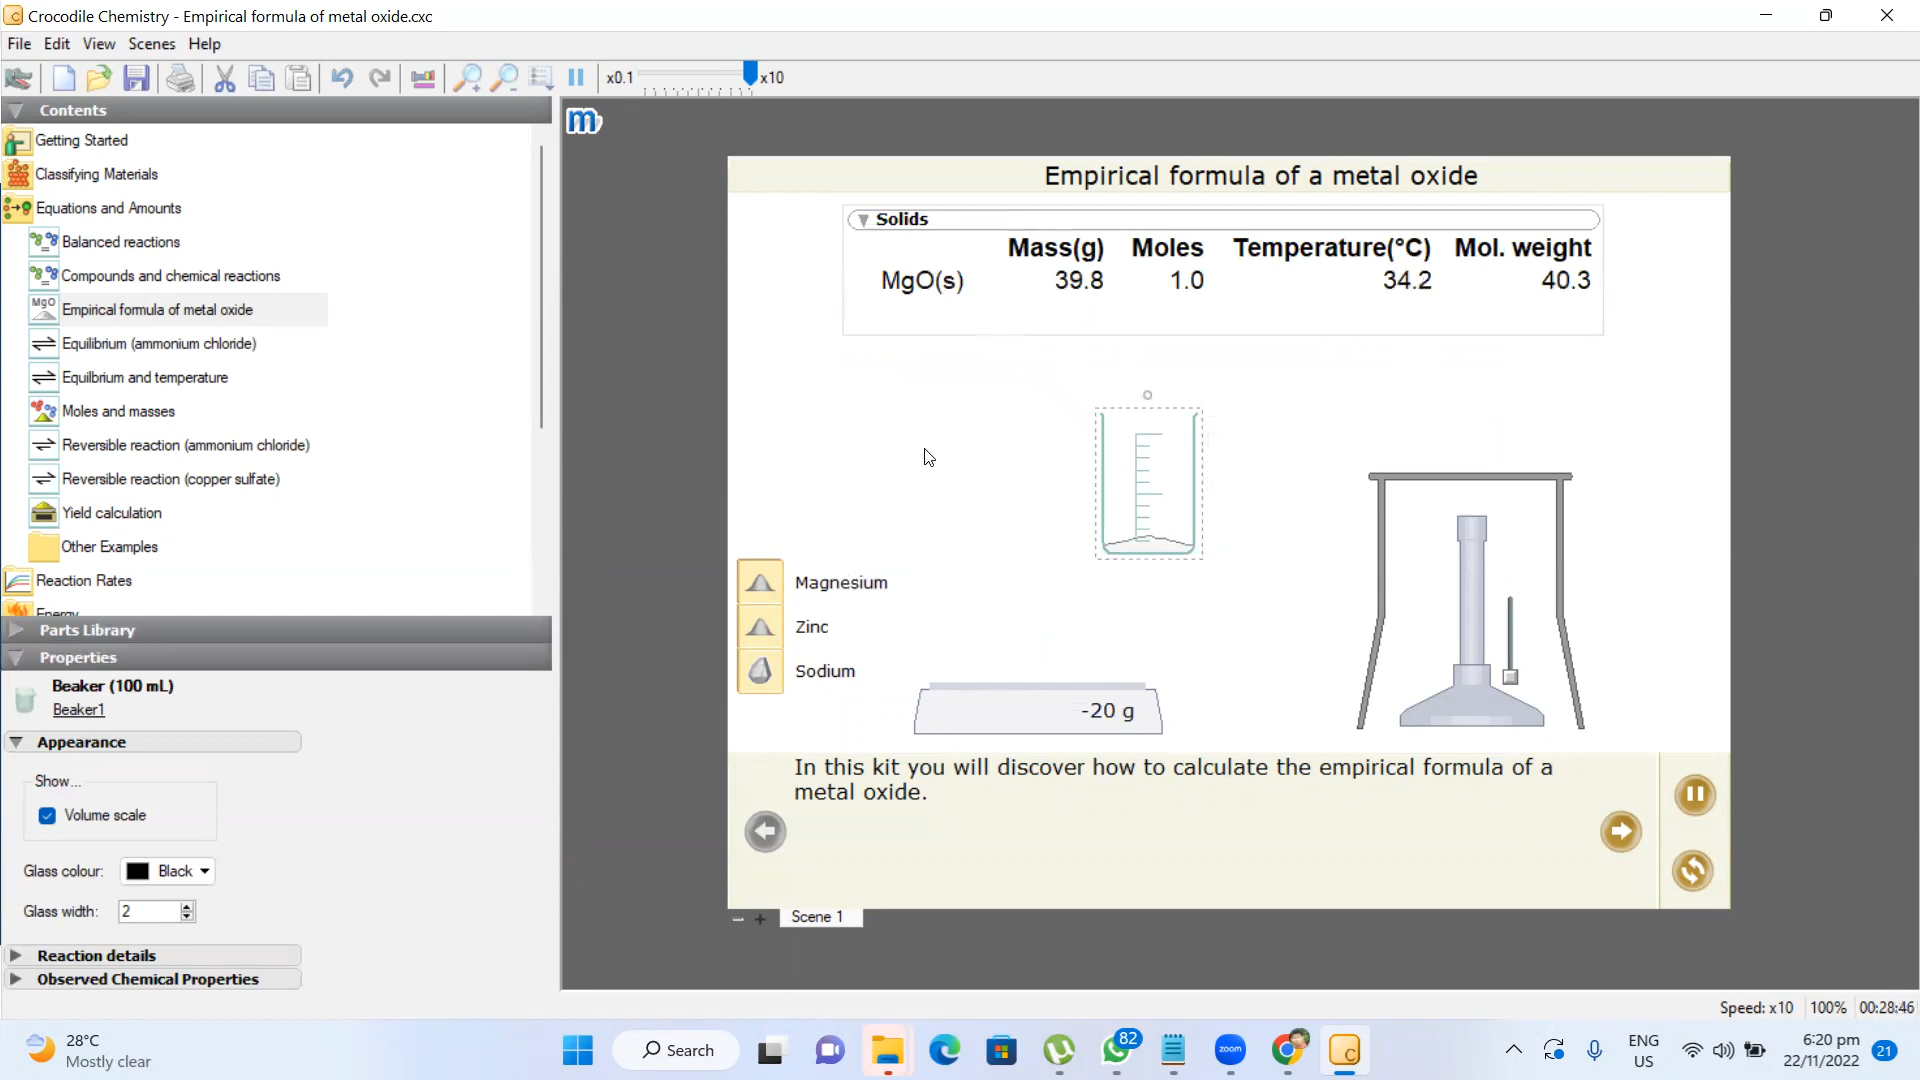 Crocodile Chemistry - Empirical formula of metal oxide.cxc
File Edit View Scenes Help
x0.1 x10
Contents
Getting Started
Classifying Materials
Equations and Amounts
Balanced reactions
Compounds and chemical reactions
MgO Empirical formula of metal oxide
Equilibrium (ammonium chloride)
Equilbrium and temperature
Moles and masses
Reversible reaction (ammonium chloride)
Reversible reaction (copper sulfate)
Yield calculation
Other Examples
Reaction Rates
Energy
Parts Library
Properties
Beaker (100 mL)
Beaker1
Appearance
Show...
Volume scale
Glass colour: Black
Glass width: 2
Reaction details
Observed Chemical Properties
m
Empirical formula of a metal oxide
Solids
Mass(g) Moles Temperature(°C) Mol. weight
MgO(s) 39.8 1.0 34.2 40.3
Magnesium
Zinc
Sodium
-20 g
In this kit you will discover how to calculate the empirical formula of a
metal oxide.
Scene 1
Speed: x10 100% 00:28:46
28°C
Mostly clear
Search
82
zoom
C
ENG
US
6:20 pm
22/11/2022
21